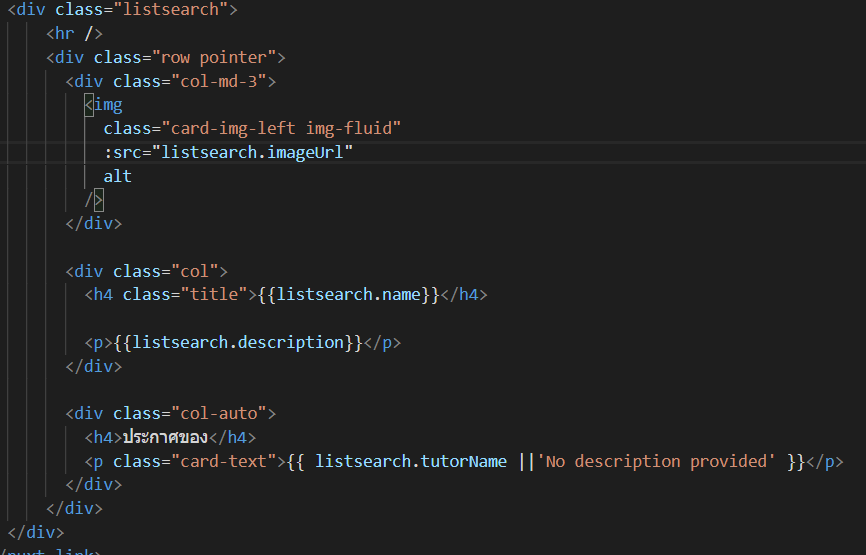 <div class="listsearch">
<hr />
<div class="row pointer">
<div class="col-md-3">
<img
class="card-img-left img-fluid"
:src="listsearch.imageUrl"
alt
/>
</div>
<div class="col">
<h4 class="title">{{listsearch.name}}</h4>
<p>{{listsearch.description}}</p>
</div>
<div class="col-auto">
<h4>ประกาศของ</h4>
<p class="card-text">{{ listsearch.tutorName ||'No description provided' }}</p>
</div>
</div>
</div>
/nuxt-link>